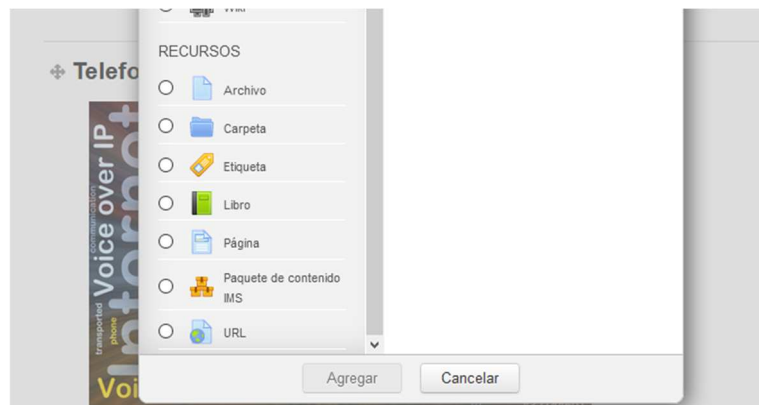 Wiki
RECURSOS
Telefo
Archivo
Carpeta
Etiqueta
Libro
Página
Paquete de contenido
IMS
URL
Agregar
Cancelar
Voice over IP
communication
transported
phone
Voi